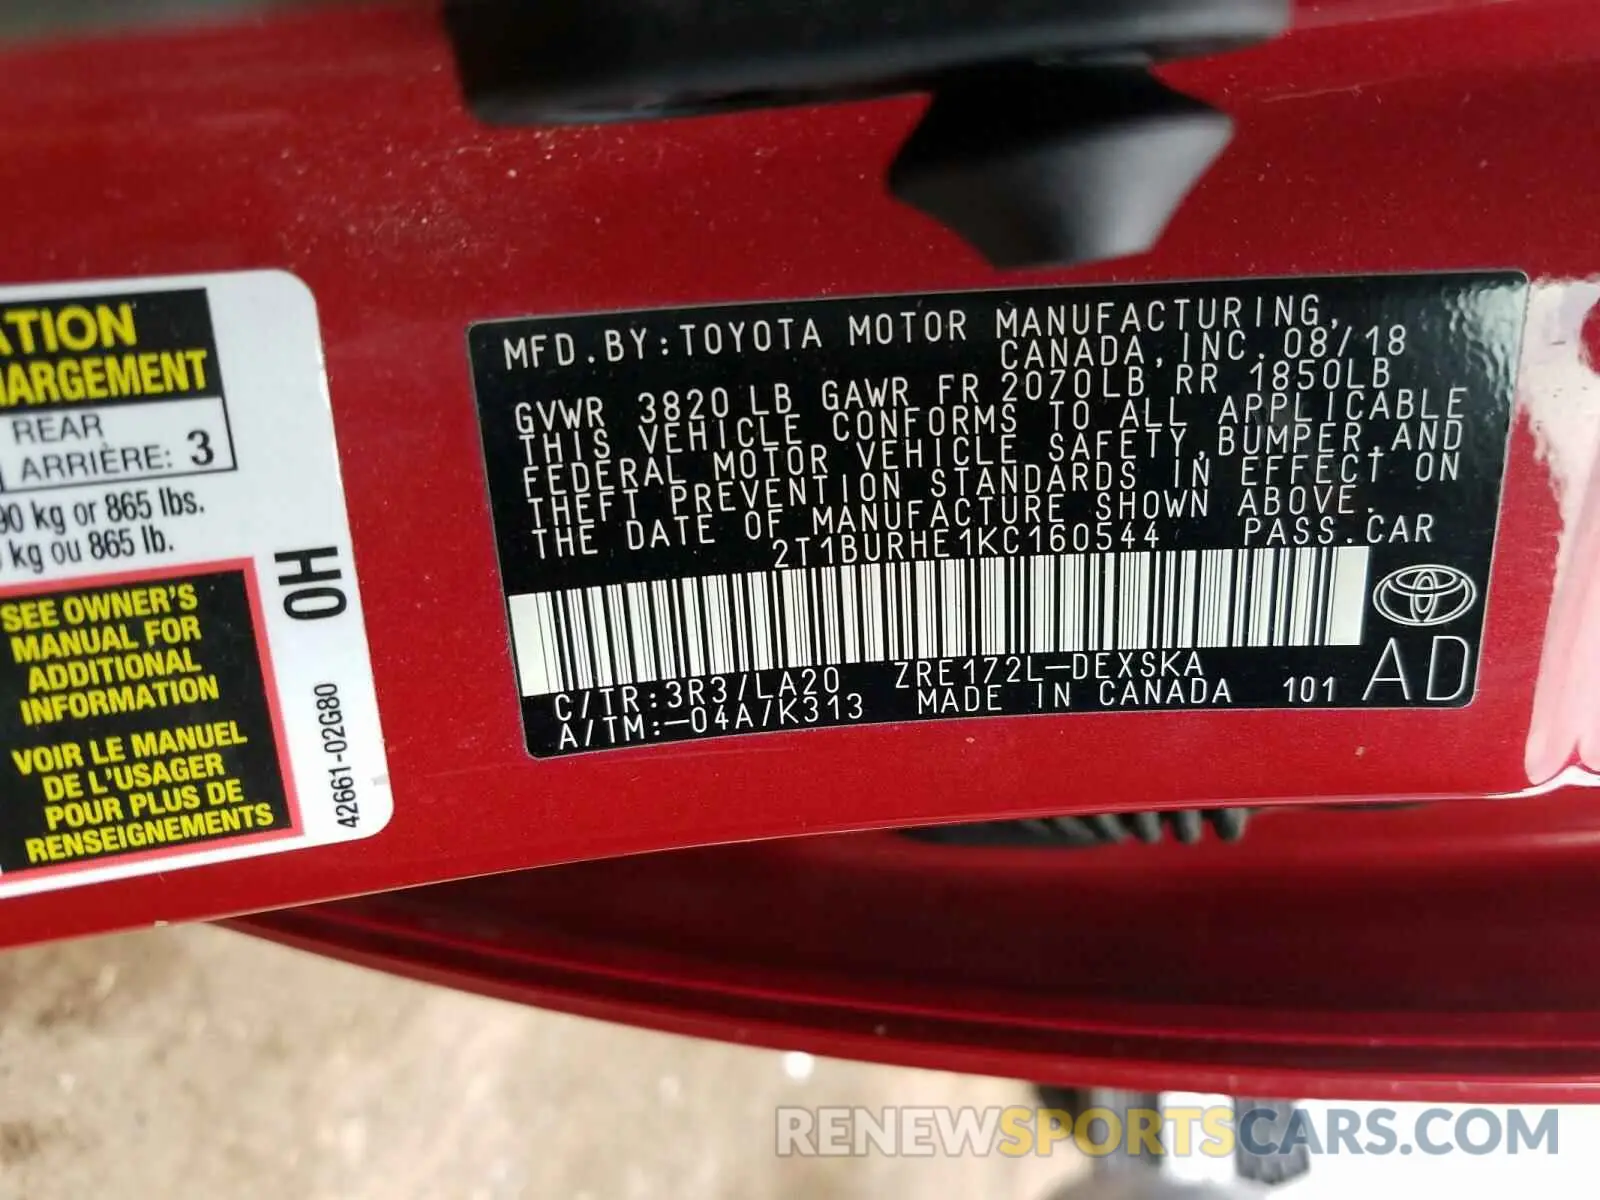 ATION
HARGEMENT
REAR
ARRIÈRE: 3
90 kg or 865 lbs.
kg ou 865 lb.
SEE OWNER'S
MANUAL FOR
ADDITIONAL
INFORMATION
VOIR LE MANUEL
DE L'USAGER
POUR PLUS DE
RENSEIGNEMENTS
0H
42661-02G80
MFD.BY:TOYOTA MOTOR MANUFACTURING,
CANADA,INC.08/18
GVWR 3820 LB GAWR FR 2070LB RR 1850LB
THIS VEHICLE CONFORMS TO ALL APPLICABLE
FEDERAL MOTOR VEHICLE SAFETY,BUMPER,AND
THEFT PREVENTION STANDARDS IN EFFECT ON
THE DATE OF MANUFACTURE SHOWN ABOVE.
2T1BURHE1KC160544 PASS.CAR
C/TR:3R3/LA20 ZRE172L-DEXSKA
A/TM:-04A/K313 MADE IN CANADA 101
AD
RENEWSPORTSCARS.COM